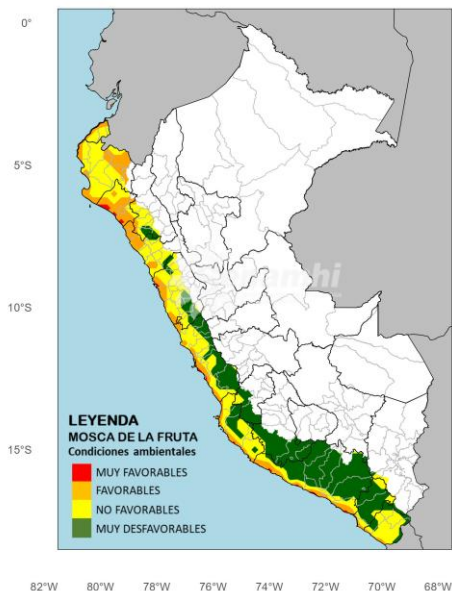 0°
5°S
10°S
15°S
senamhi
LEYENDA
MOSCA DE LA FRUTA
Condiciones ambientales
MUY FAVORABLES
FAVORABLES
NO FAVORABLES
MUY DESFAVORABLES
82°W 80°W 78°W 76°W 74°W 72°W 70°W 68°W